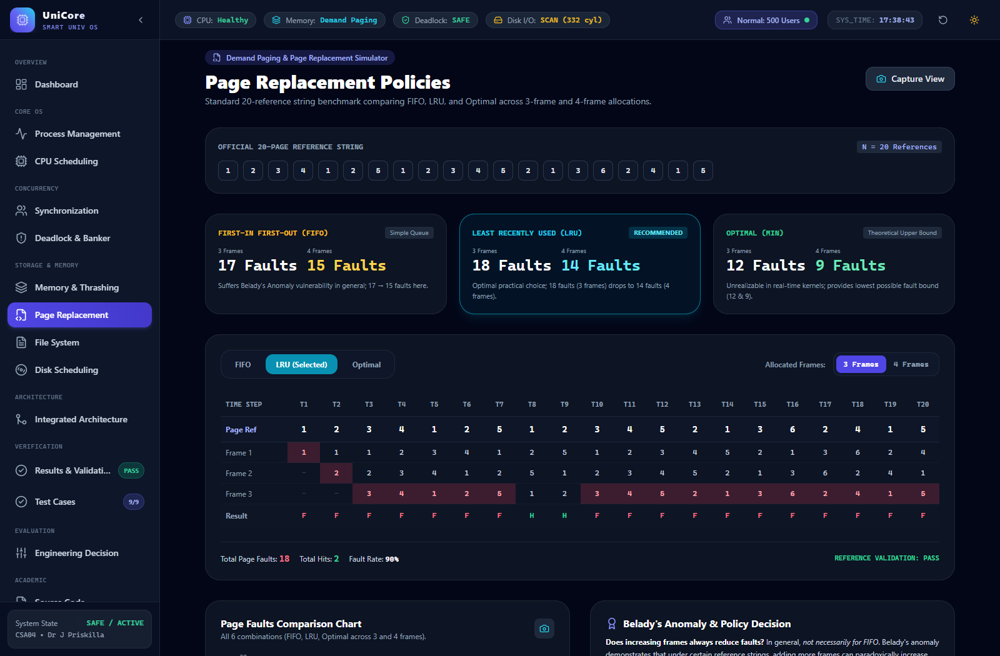 UniCore
SMART UNIV OS
OVERVIEW
Dashboard
CORE OS
Process Management
CPU Scheduling
CONCURRENCY
Synchronization
Deadlock & Banker
STORAGE & MEMORY
Memory & Thrashing
Page Replacement
File System
Disk Scheduling
ARCHITECTURE
Integrated Architecture
VERIFICATION
Results & Validati... PASS
Test Cases 9/9
EVALUATION
Engineering Decision
ACADEMIC
Source Code
System State SAFE / ACTIVE
CSA04 • Dr J Priskilla
CPU: Healthy Memory: Demand Paging Deadlock: SAFE Disk I/O: SCAN (332 cyl) Normal: 500 Users SYS_TIME: 17:38:43
Demand Paging & Page Replacement Simulator
Page Replacement Policies
Standard 20-reference string benchmark comparing FIFO, LRU, and Optimal across 3-frame and 4-frame allocations.
Capture View
OFFICIAL 20-PAGE REFERENCE STRING N = 20 References
1 2 3 4 1 2 5 1 2 3 4 5 2 1 3 6 2 4 1 5
FIRST-IN FIRST-OUT (FIFO) Simple Queue
3 Frames 4 Frames
17 Faults 15 Faults
Suffers Belady's Anomaly vulnerability in general; 17 → 15 faults here.
LEAST RECENTLY USED (LRU) RECOMMENDED
3 Frames 4 Frames
18 Faults 14 Faults
Optimal practical choice; 18 faults (3 frames) drops to 14 faults (4
frames).
OPTIMAL (MIN) Theoretical Upper Bound
3 Frames 4 Frames
12 Faults 9 Faults
Unrealizable in real-time kernels; provides lowest possible fault bound
(12 & 9).
FIFO LRU (Selected) Optimal Allocated Frames: 3 Frames 4 Frames
TIME STEP T1 T2 T3 T4 T5 T6 T7 T8 T9 T10 T11 T12 T13 T14 T15 T16 T17 T18 T19 T20
Page Ref 1 2 3 4 1 2 5 1 2 3 4 5 2 1 3 6 2 4 1 5
Frame 1 1 1 1 2 3 4 1 2 5 1 2 3 4 5 2 1 3 6 2 4
Frame 2 – 2 2 3 4 1 2 5 1 2 3 4 5 2 1 3 6 2 4 1
Frame 3 – – 3 4 1 2 5 1 2 3 4 5 2 1 3 6 2 4 1 5
Result F F F F F F F H H F F F F F F F F F F F
Total Page Faults: 18 Total Hits: 2 Fault Rate: 90% REFERENCE VALIDATION: PASS
Page Faults Comparison Chart
All 6 combinations (FIFO, LRU, Optimal across 3 and 4 frames).
Belady's Anomaly & Policy Decision
Does increasing frames always reduce faults? In general, not necessarily for FIFO. Belady's anomaly
demonstrates that under certain reference strings, adding more frames can paradoxically increase